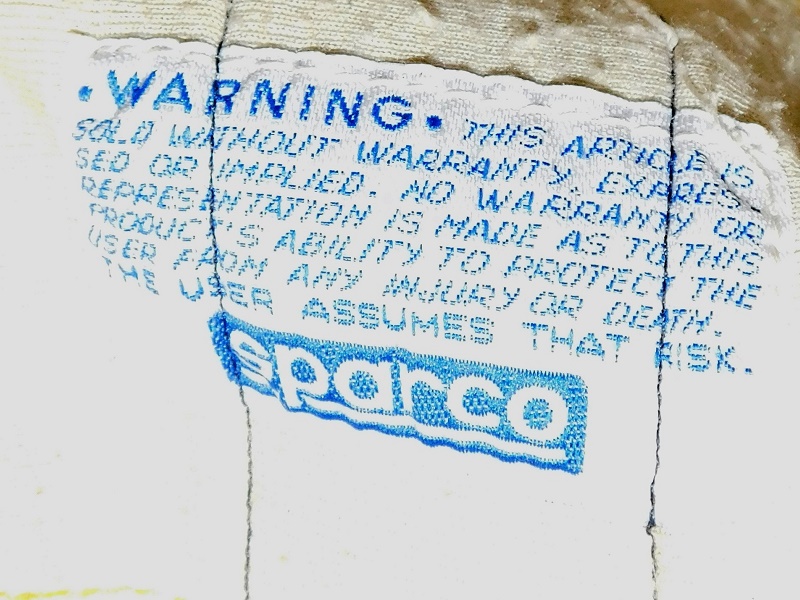 •WARNING• THIS ARTICLE IS
SOLD WITHOUT WARRANTY, EXPRES-
SED OR IMPLIED. NO WARRANTY OR
REPRESENTATION IS MADE AS TO THIS
PRODUCT'S ABILITY TO PROTECT THE
USER FROM ANY INJURY OR DEATH.
THE USER ASSUMES THAT RISK.
sparco